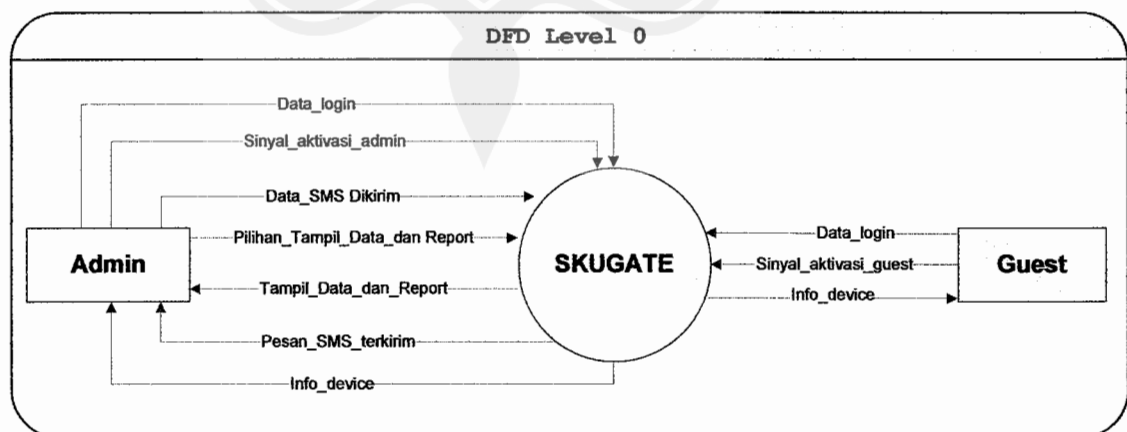 DFD Level 0
Data_login
Sinyal_aktivasi_admin
Data_SMS Dikirim
Pilihan_Tampil_Data_dan Report
Admin
Tampil_Data_dan_Report
Pesan_SMS_terkirim
Info_device
SKUGATE
Data_login
Sinyal_aktivasi_guest
Info_device
Guest